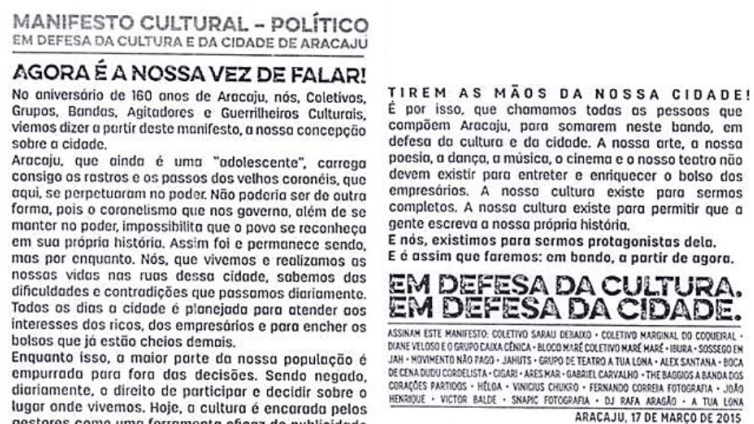 MANIFESTO CULTURAL - POLÍTICO
EM DEFESA DA CULTURA E DA CIDADE DE ARACAJU
AGORA É A NOSSA VEZ DE FALAR!
No aniversário de 160 anos de Aracaju, nós, Coletivos,
Grupos, Bandas, Agitadores e Guerrilheiros Culturais,
viemos dizer a partir deste manifesto, a nossa concepção
sobre a cidade.
Aracaju, que ainda é uma "adolescente", carrega
consigo os rastros e os passos dos velhos coronéis, que
aqui, se perpetuaram no poder. Não poderia ser de outra
forma, pois o coronelismo que nos governa, além de se
manter no poder, impossibilita que o povo se reconheça
em sua própria história. Assim foi e permanece sendo,
mas por enquanto. Nós, que vivemos e realizamos as
nossas vidas nas ruas dessa cidade, sabemos das
dificuldades e contradições que passamos diariamente.
Todos os dias a cidade é planejada para atender aos
interesses dos ricos, dos empresários e para encher os
bolsos que já estão cheios demais.
Enquanto isso, a maior parte da nossa população é
empurrada para fora das decisões. Sendo negado,
diariamente, o direito de participar e decidir sobre o
lugar onde vivemos. Hoje, a cultura é encarada pelos
gestores como uma ferramenta eficaz de publicidade
TIREM AS MÃOS DA NOSSA CIDADE!
É por isso, que chamamos todas as pessoas que
compõem Aracaju, para somarem neste bando, em
defesa da cultura e da cidade. A nossa arte, a nossa
poesia, a dança, a música, o cinema e o nosso teatro não
devem existir para entreter e enriquecer o bolso dos
empresários. A nossa cultura existe para sermos
completos. A nossa cultura existe para permitir que a
gente escreva a nossa própria história.
E nós, existimos para sermos protagonistas dela.
E é assim que faremos: em bando, a partir de agora.
EM DEFESA DA CULTURA.
EM DEFESA DA CIDADE.
ASSINAM ESTE MANIFESTO: COLETIVO SARAU DEBAIXO • COLETIVO MARGINAL DO COQUEIRAL •
DIANE VELOSO E O GRUPO CAIXA CÊNICA • BLOCO MARÉ COLETIVO MARÉ MARÉ • IBURA • SOSSEGO EM
JAH • MOVIMENTO NÃO PAGO • JAHUTS • GRUPO DE TEATRO A TUA LONA • ALEX SANTANA • BOCA
DE CENA DUDU CORDELISTA • CIGARI • ARES MAR • GABRIEL CARVALHO • THE BAGGIOS A BANDA DOS
CORAÇÕES PARTIDOS • HÉLOA • VINICIUS CHUKRO • FERNANDO CORREIA FOTOGRAFIA • JOÃO
HENRIQUE • VICTOR BALDE • SNAPIC FOTOGRAFIA • DJ RAFA ARAGÃO • A TUA LONA
ARACAJU, 17 DE MARÇO DE 2015